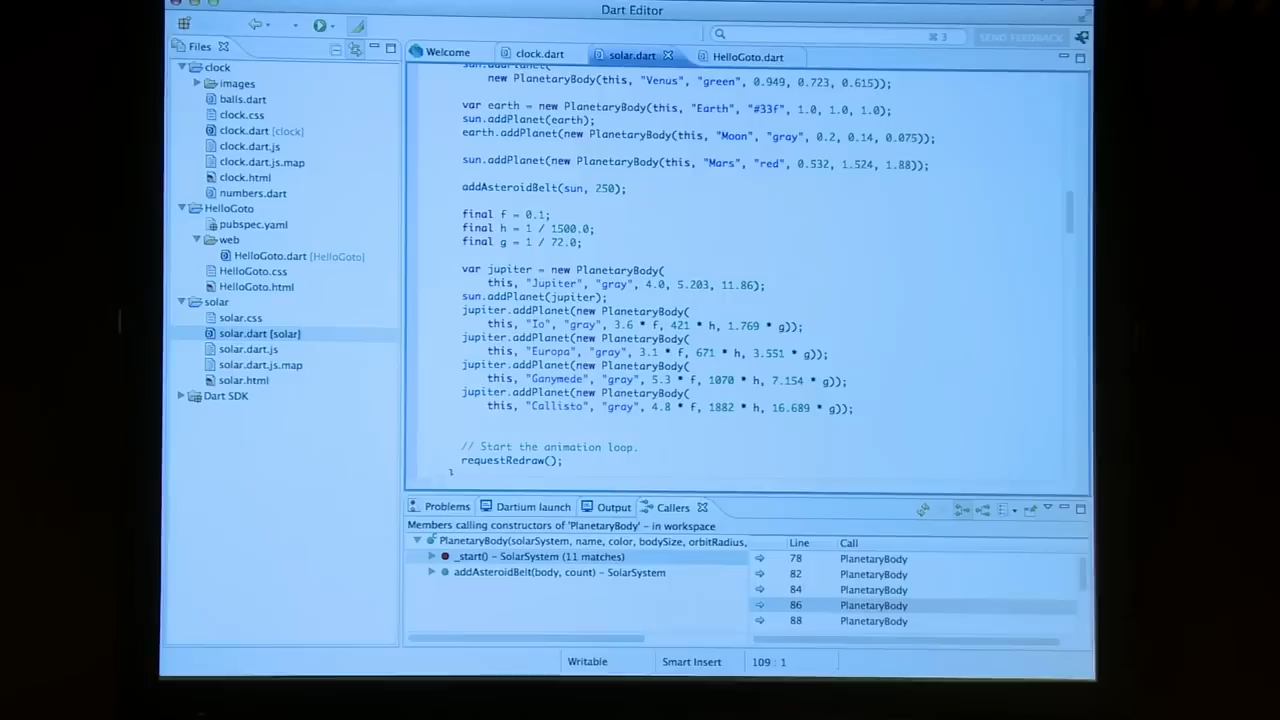 Dart Editor
⌘3
SEND FEEDBACK
Files
Welcome
clock.dart
solar.dart
HelloGoto.dart
clock
images
balls.dart
clock.css
clock.dart [clock]
clock.dart.js
clock.dart.js.map
clock.html
numbers.dart
HelloGoto
pubspec.yaml
web
HelloGoto.dart [HelloGoto]
HelloGoto.css
HelloGoto.html
solar
solar.css
solar.dart [solar]
solar.dart.js
solar.dart.js.map
solar.html
Dart SDK
sun.addPlanet(
new PlanetaryBody(this, "Venus", "green", 0.949, 0.723, 0.615));
var earth = new PlanetaryBody(this, "Earth", "#33f", 1.0, 1.0, 1.0);
sun.addPlanet(earth);
earth.addPlanet(new PlanetaryBody(this, "Moon", "gray", 0.2, 0.14, 0.075));
sun.addPlanet(new PlanetaryBody(this, "Mars", "red", 0.532, 1.524, 1.88));
addAsteroidBelt(sun, 250);
final f = 0.1;
final h = 1 / 1500.0;
final g = 1 / 72.0;
var jupiter = new PlanetaryBody(
this, "Jupiter", "gray", 4.0, 5.203, 11.86);
sun.addPlanet(jupiter);
jupiter.addPlanet(new PlanetaryBody(
this, "Io", "gray", 3.6 * f, 421 * h, 1.769 * g));
jupiter.addPlanet(new PlanetaryBody(
this, "Europa", "gray", 3.1 * f, 671 * h, 3.551 * g));
jupiter.addPlanet(new PlanetaryBody(
this, "Ganymede", "gray", 5.3 * f, 1070 * h, 7.154 * g));
jupiter.addPlanet(new PlanetaryBody(
this, "Callisto", "gray", 4.8 * f, 1882 * h, 16.689 * g));
// Start the animation loop.
requestRedraw();
}
Problems
Dartium launch
Output
Callers
Members calling constructors of 'PlanetaryBody' – in workspace
PlanetaryBody(solarSystem, name, color, bodySize, orbitRadius,
_start() – SolarSystem (11 matches)
addAsteroidBelt(body, count) – SolarSystem
Line Call
78 PlanetaryBody
82 PlanetaryBody
84 PlanetaryBody
86 PlanetaryBody
88 PlanetaryBody
Writable
Smart Insert
109 : 1